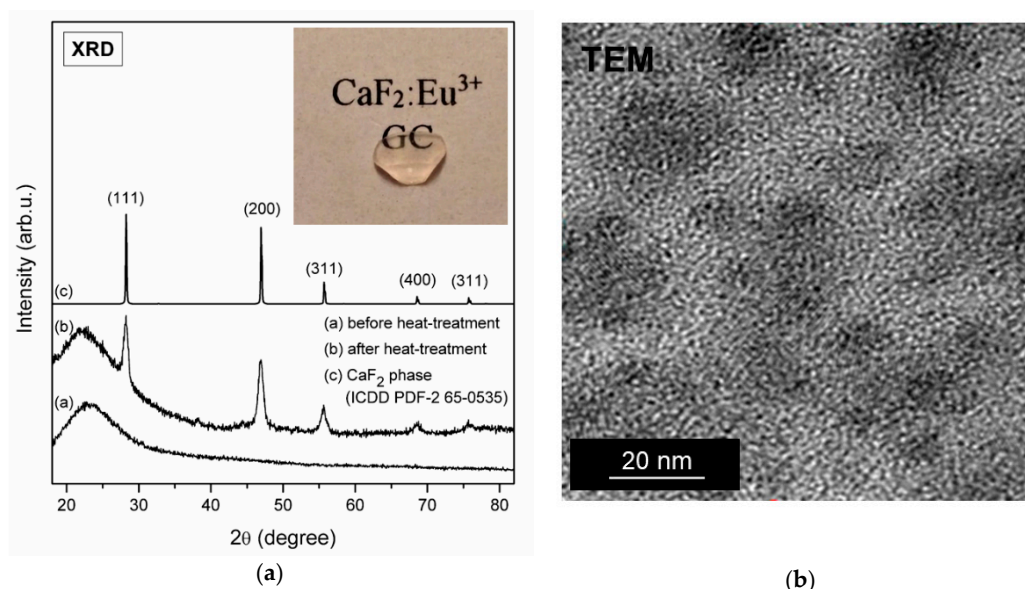 XRD
CaF₂:Eu³⁺
GC
(111)
(200)
(311)
(400)
(311)
(c)
(b)
(a)
(a) before heat-treatment
(b) after heat-treatment
(c) CaF₂ phase
(ICDD PDF-2 65-0535)
Intensity (arb.u.)
20 30 40 50 60 70 80
2θ (degree)
(a)
TEM
20 nm
(b)